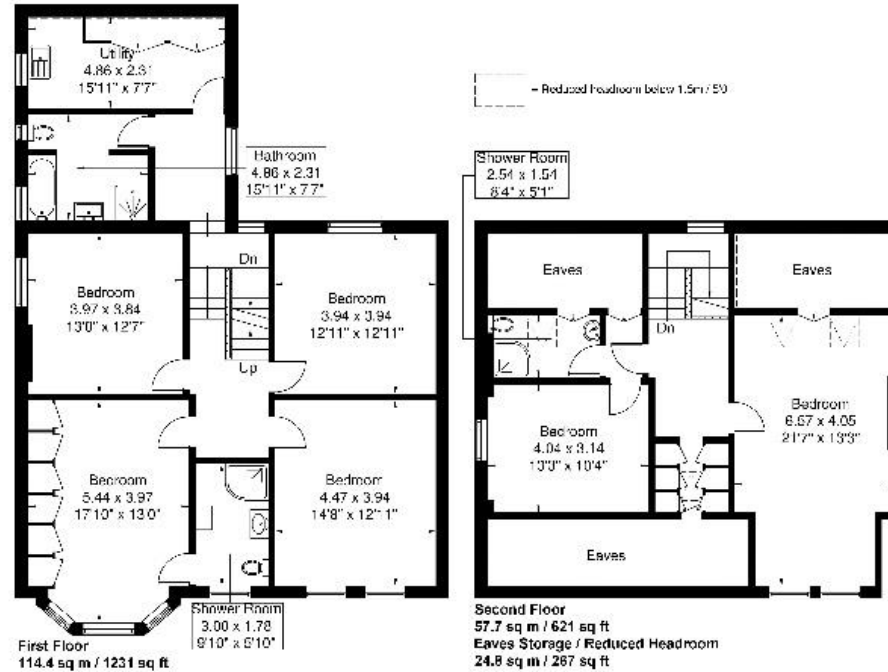 Utility
4.86 x 2.31
15'11" x 7'7"
= Reduced headroom below 1.5m / 5'0
Bathroom
4.86 x 2.31
15'11" x 7'7"
Shower Room
2.54 x 1.54
8'4" x 5'1"
Dn
Bedroom
3.97 x 3.84
13'0" x 12'7"
Bedroom
3.94 x 3.94
12'11" x 12'11"
Up
Bedroom
5.44 x 3.97
17'10" x 13'0"
Bedroom
4.47 x 3.94
14'8" x 12'11"
Shower Room
3.00 x 1.78
9'10" x 5'10"
First Floor
114.4 sq m / 1231 sq ft
Eaves
Eaves
Dn
Bedroom
4.04 x 3.14
13'3" x 10'4"
Bedroom
6.57 x 4.05
21'7" x 13'3"
Eaves
Second Floor
57.7 sq m / 621 sq ft
Eaves Storage / Reduced Headroom
24.8 sq m / 267 sq ft